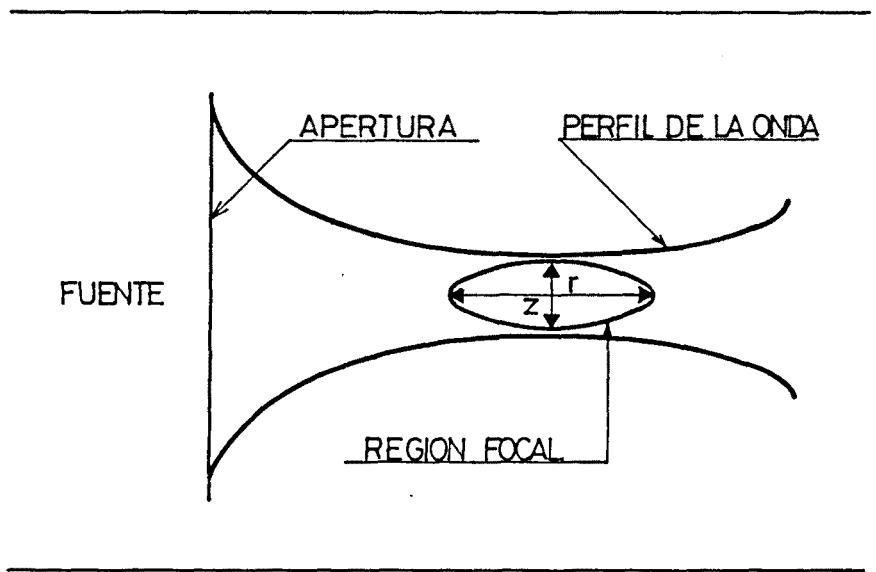 APERTURA
PERFIL DE LA ONDA
FUENTE
r
z
REGION FOCAL